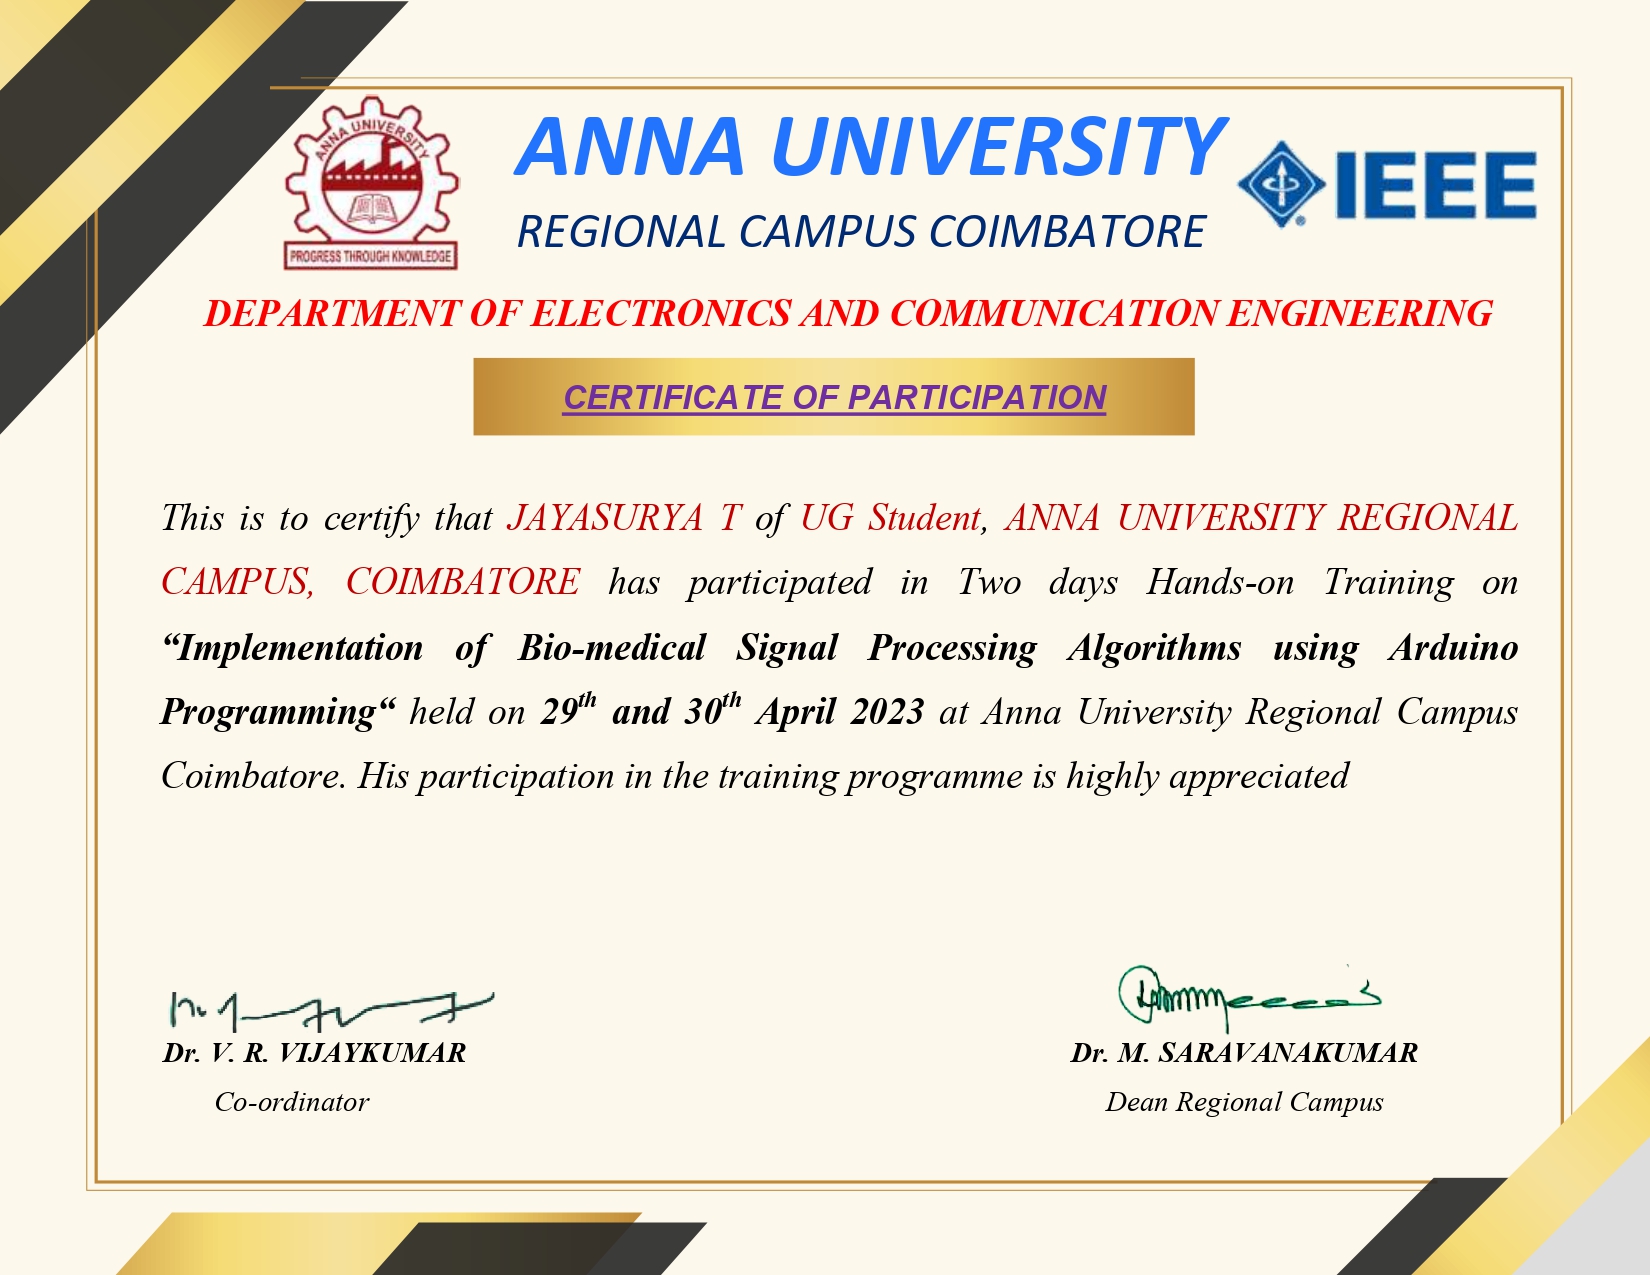 ANNA UNIVERSITY
PROGRESS THROUGH KNOWLEDGE
ANNA UNIVERSITY
REGIONAL CAMPUS COIMBATORE
IEEE
DEPARTMENT OF ELECTRONICS AND COMMUNICATION ENGINEERING
CERTIFICATE OF PARTICIPATION
This is to certify that JAYASURYA T of UG Student, ANNA UNIVERSITY REGIONAL
CAMPUS, COIMBATORE has participated in Two days Hands-on Training on
“Implementation of Bio-medical Signal Processing Algorithms using Arduino
Programming“ held on 29th and 30th April 2023 at Anna University Regional Campus
Coimbatore. His participation in the training programme is highly appreciated
Dr. V. R. VIJAYKUMAR
Co-ordinator
Dr. M. SARAVANAKUMAR
Dean Regional Campus